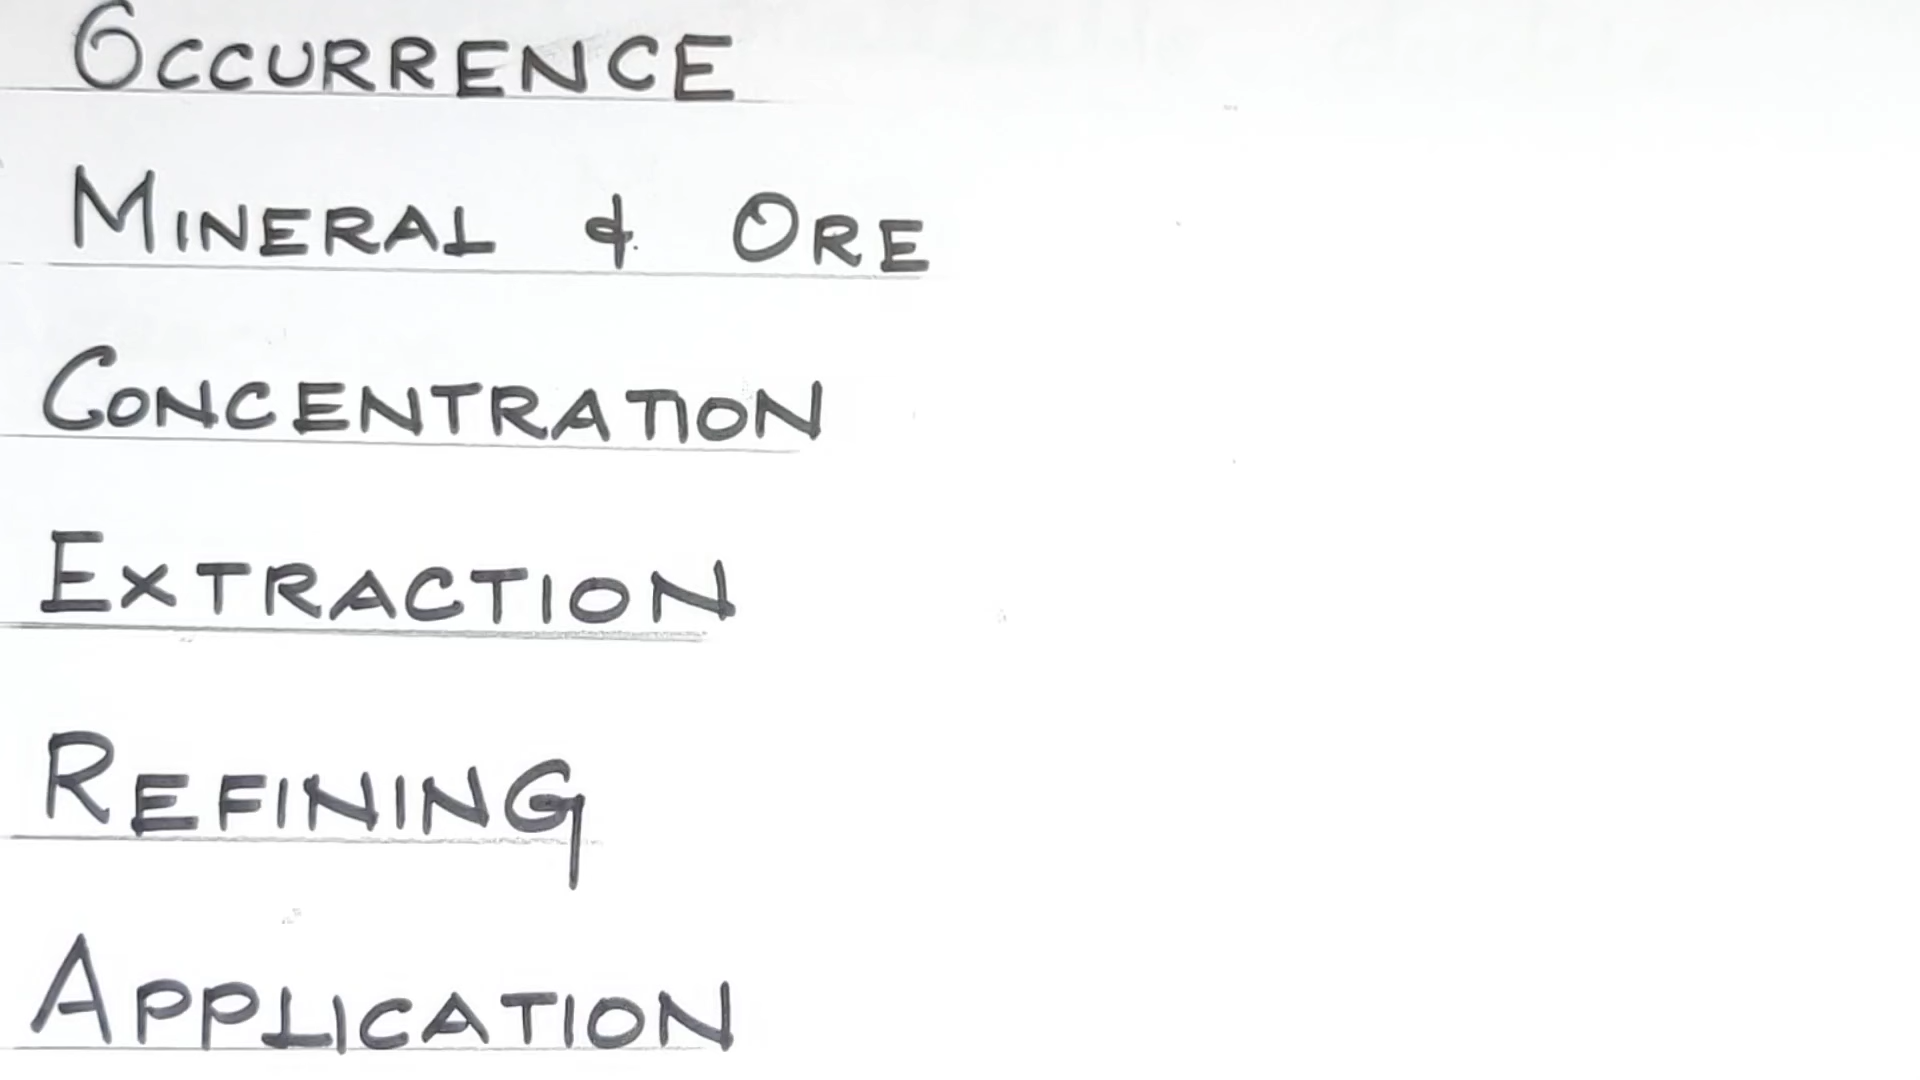 OCCURRENCE
MINERAL & ORE
CONCENTRATION
EXTRACTION
REFINING
APPLICATION